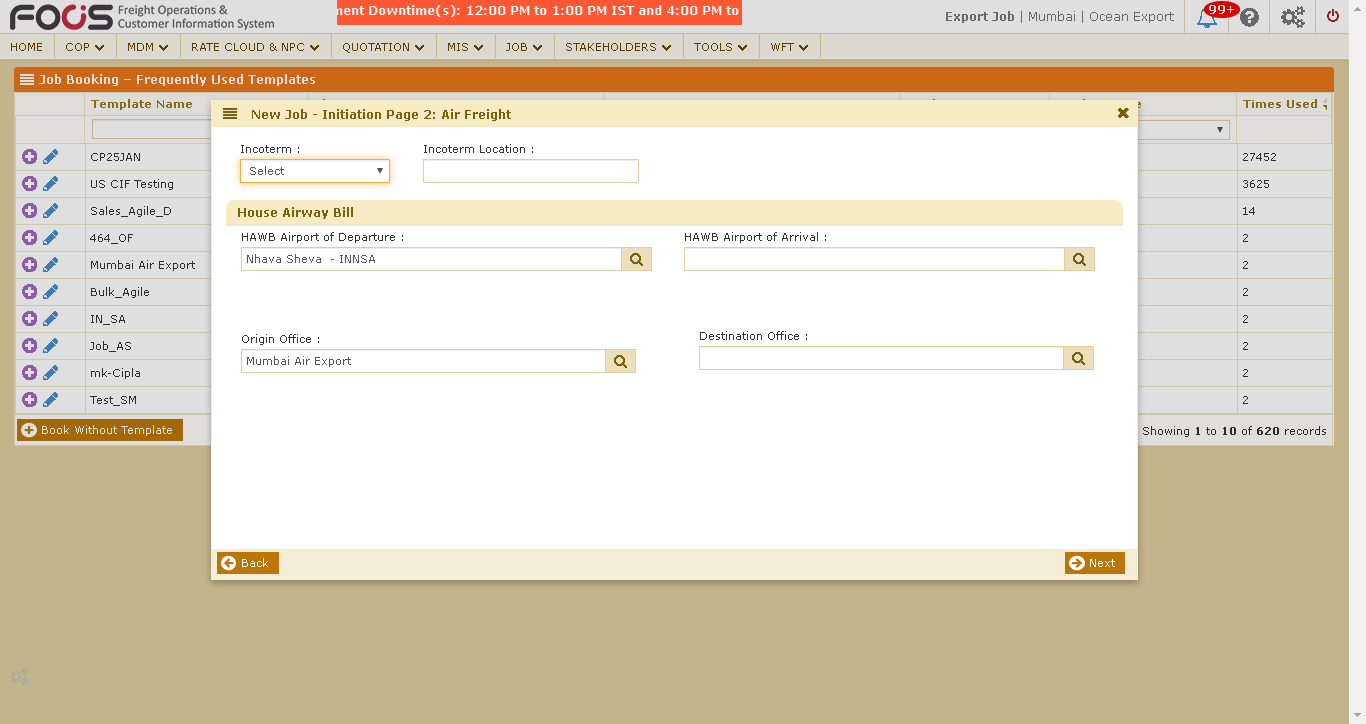 FOCUS Freight Operations & Customer Information System
ment Downtime(s): 12:00 PM to 1:00 PM IST and 4:00 PM to
Export Job | Mumbai | Ocean Export
99+
HOME COP MDM RATE CLOUD & NPC QUOTATION MIS JOB STAKEHOLDERS TOOLS WFT
Job Booking – Frequently Used Templates
Template Name
Times Used
New Job - Initiation Page 2: Air Freight
Incoterm :
Incoterm Location :
Select
House Airway Bill
HAWB Airport of Departure :
HAWB Airport of Arrival :
Nhava Sheva - INNSA
Origin Office :
Destination Office :
Mumbai Air Export
Back
Next
CP25JAN 27452
US CIF Testing 3625
Sales_Agile_D 14
464_OF 2
Mumbai Air Export 2
Bulk_Agile 2
IN_SA 2
Job_AS 2
mk-Cipla 2
Test_SM 2
Book Without Template
Showing 1 to 10 of 620 records